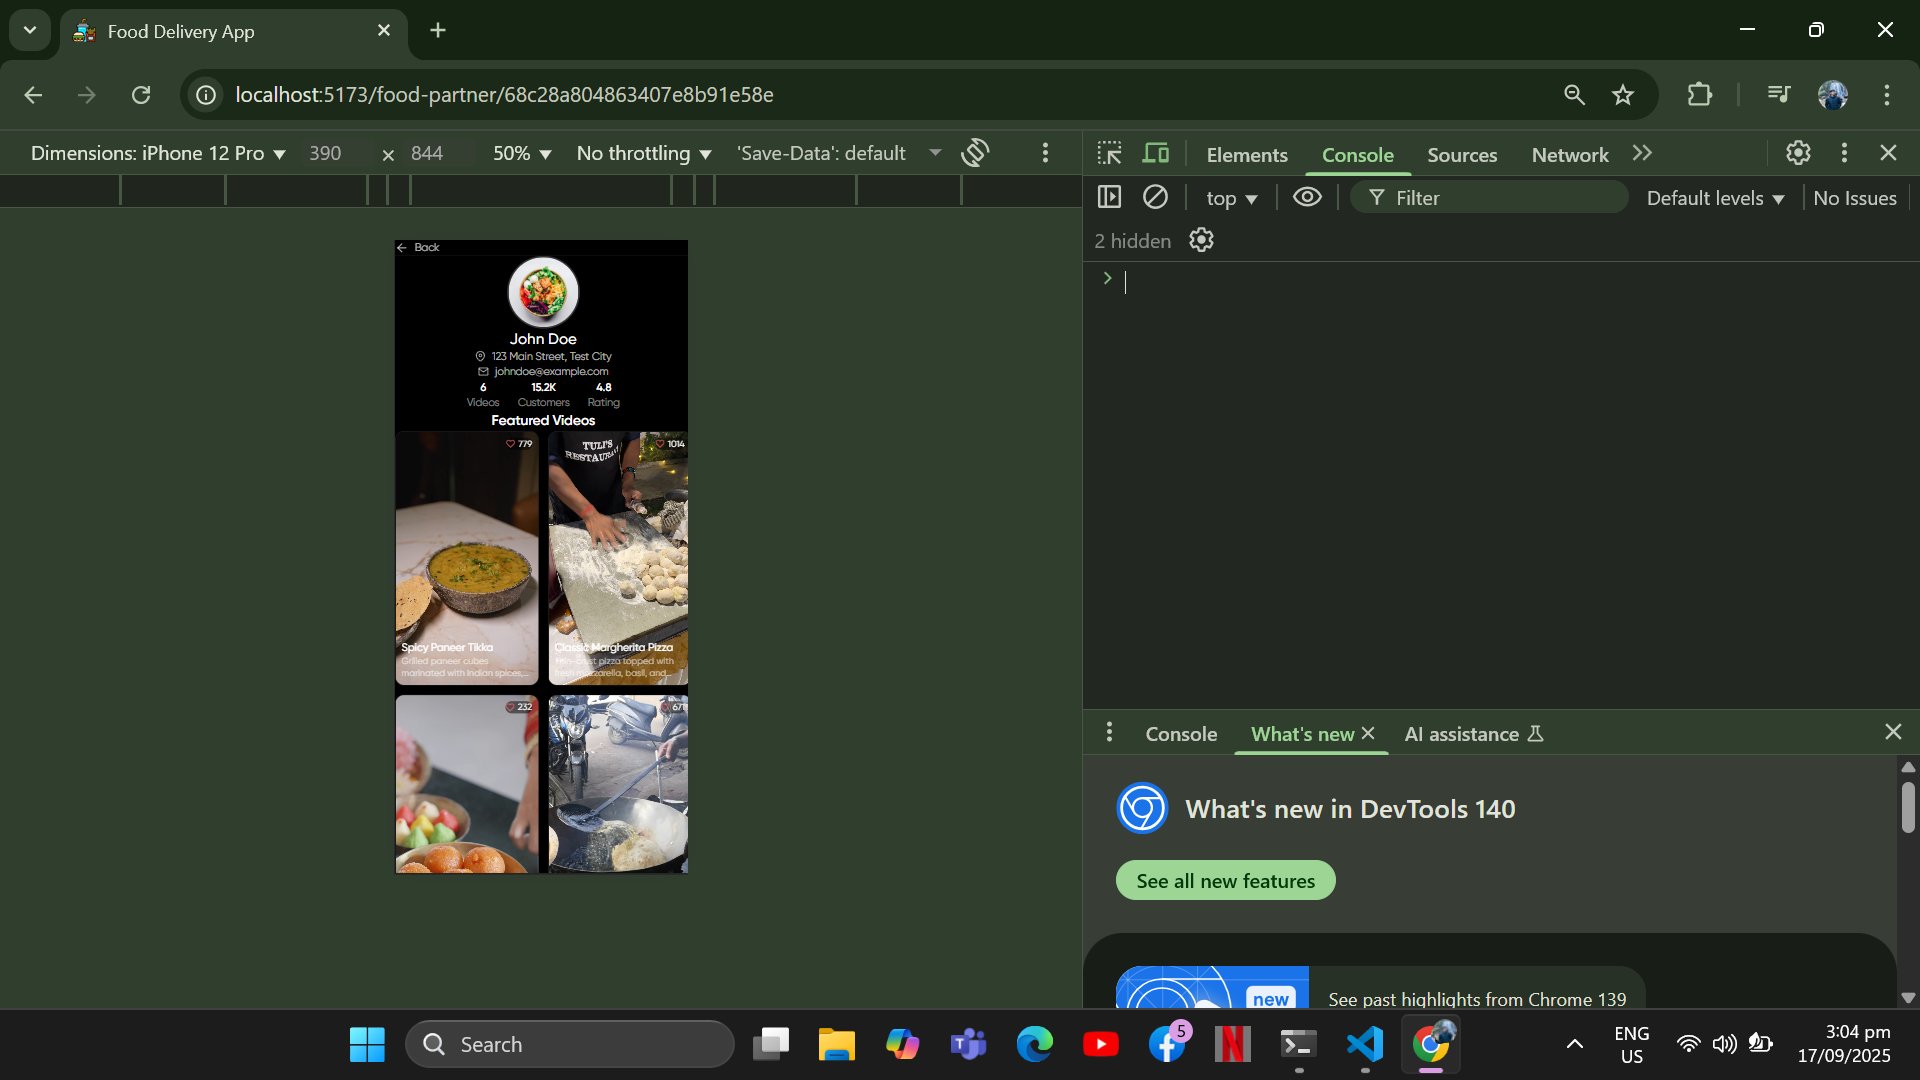 Food Delivery App
localhost:5173/food-partner/68c28a804863407e8b91e58e
Dimensions: iPhone 12 Pro 390 × 844 50% No throttling 'Save-Data': default
Elements Console Sources Network
top Filter Default levels No Issues
2 hidden
Back
John Doe
123 Main Street, Test City
johndoe@example.com
6 15.2K 4.8
Videos Customers Rating
Featured Videos
779 1014
TULI'S
RESTAURANT
Spicy Paneer Tikka
Grilled paneer cubes
marinated with Indian spices,...
Classic Margherita Pizza
crust pizza topped with
fresh mozzarella, basil, and...
232 671
Console What's new AI assistance
What's new in DevTools 140
See all new features
new
See past highlights from Chrome 139
Search
5
ENG
US
3:04 pm
17/09/2025